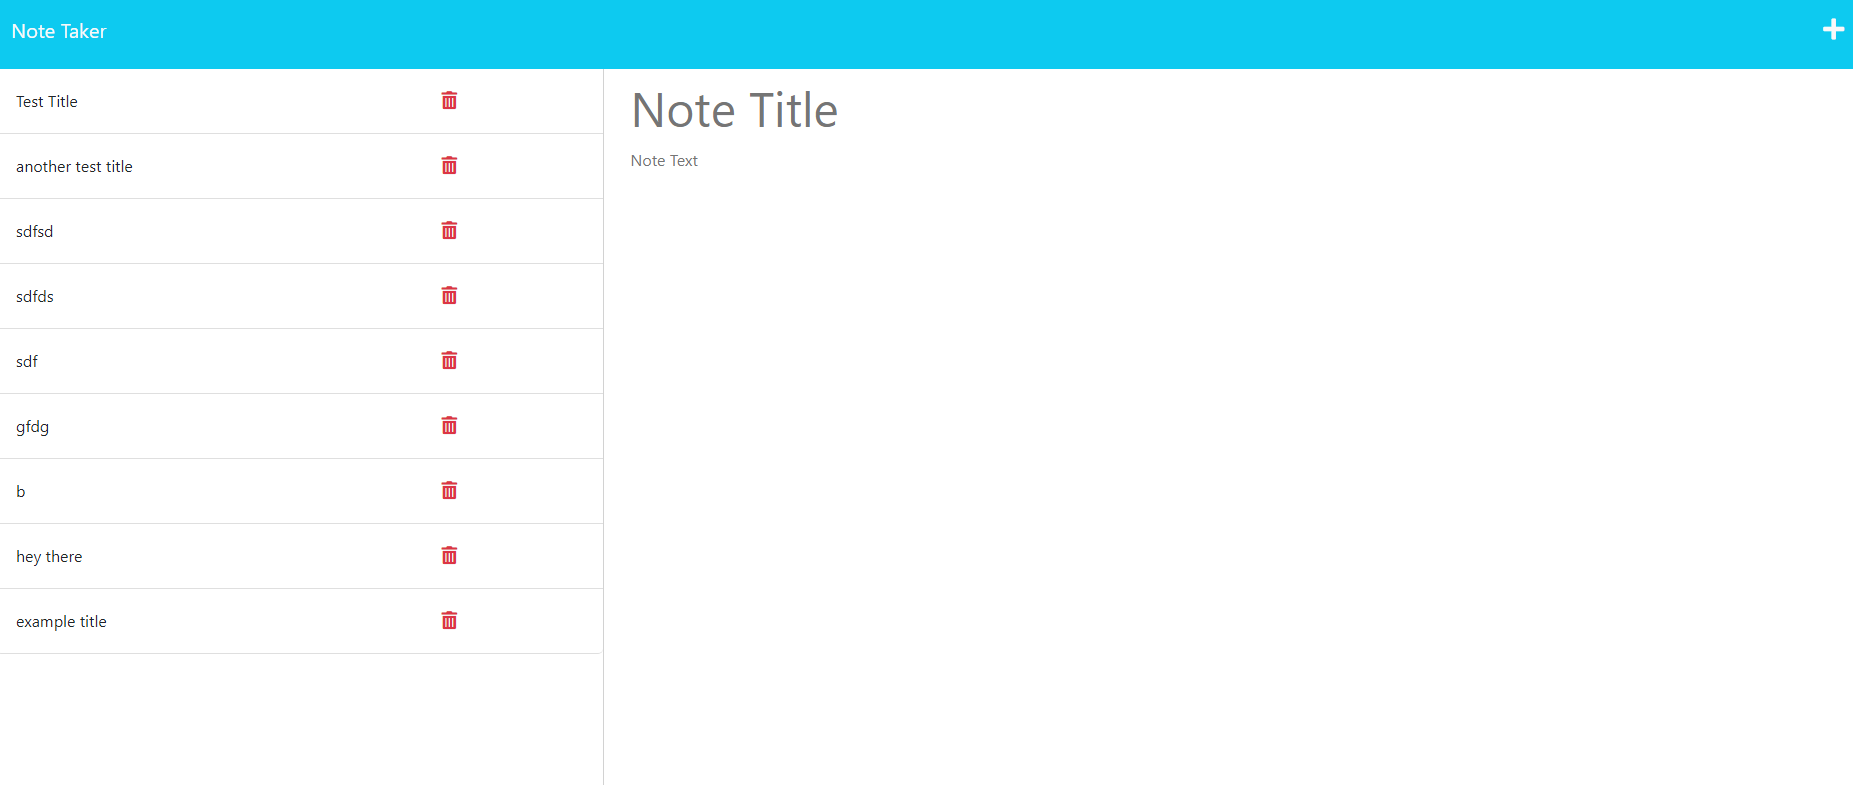 Note Taker
Test Title
another test title
sdfsd
sdfds
sdf
gfdg
b
hey there
example title
Note Title
Note Text